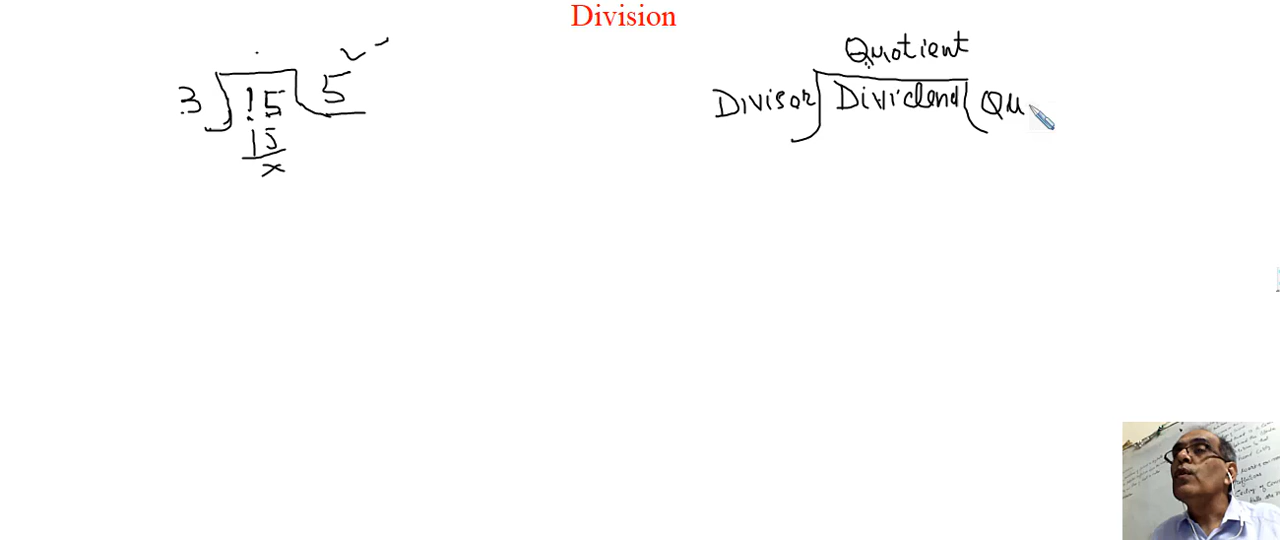 Division
3 15 5
15
x
Quotient
Divisor Dividend Qu